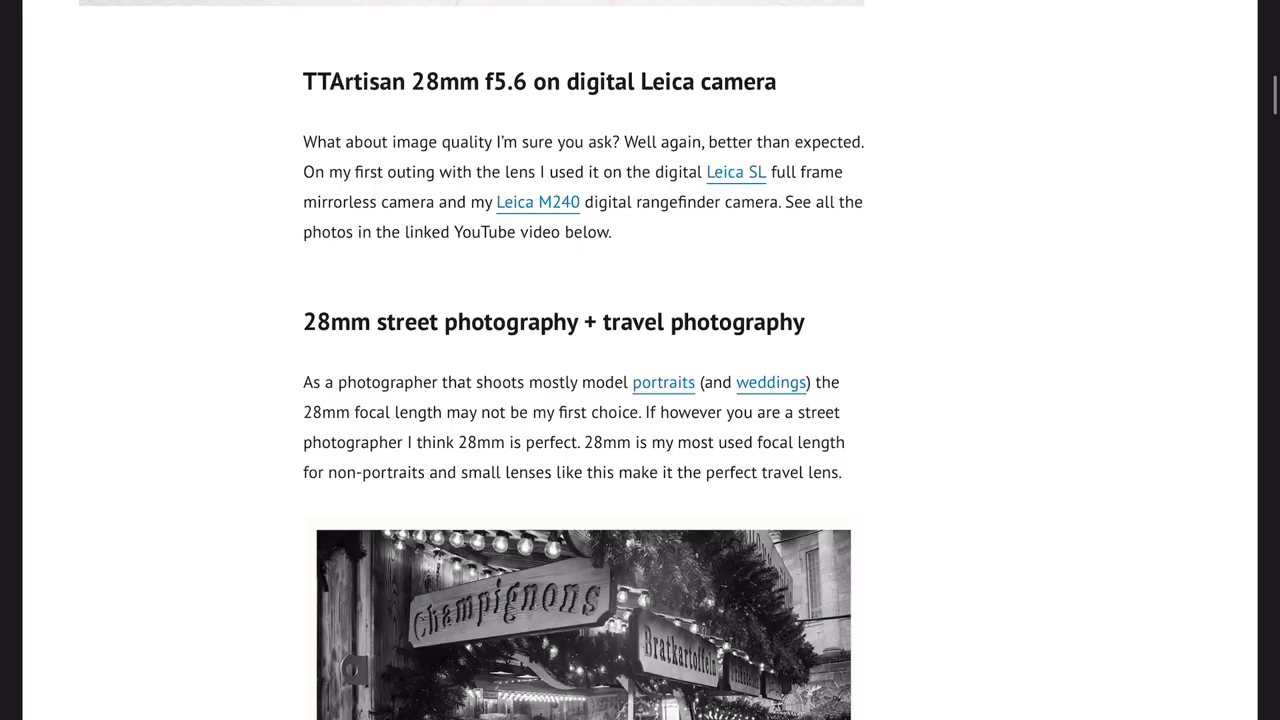 TTArtisan 28mm f5.6 on digital Leica camera
What about image quality I'm sure you ask? Well again, better than expected.
On my first outing with the lens I used it on the digital Leica SL full frame
mirrorless camera and my Leica M240 digital rangefinder camera. See all the
photos in the linked YouTube video below.
28mm street photography + travel photography
As a photographer that shoots mostly model portraits (and weddings) the
28mm focal length may not be my first choice. If however you are a street
photographer I think 28mm is perfect. 28mm is my most used focal length
for non-portraits and small lenses like this make it the perfect travel lens.
Champignons
Bratkartoffeln